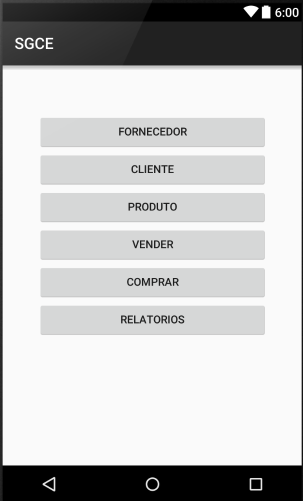 6:00
SGCE
FORNECEDOR
CLIENTE
PRODUTO
VENDER
COMPRAR
RELATORIOS